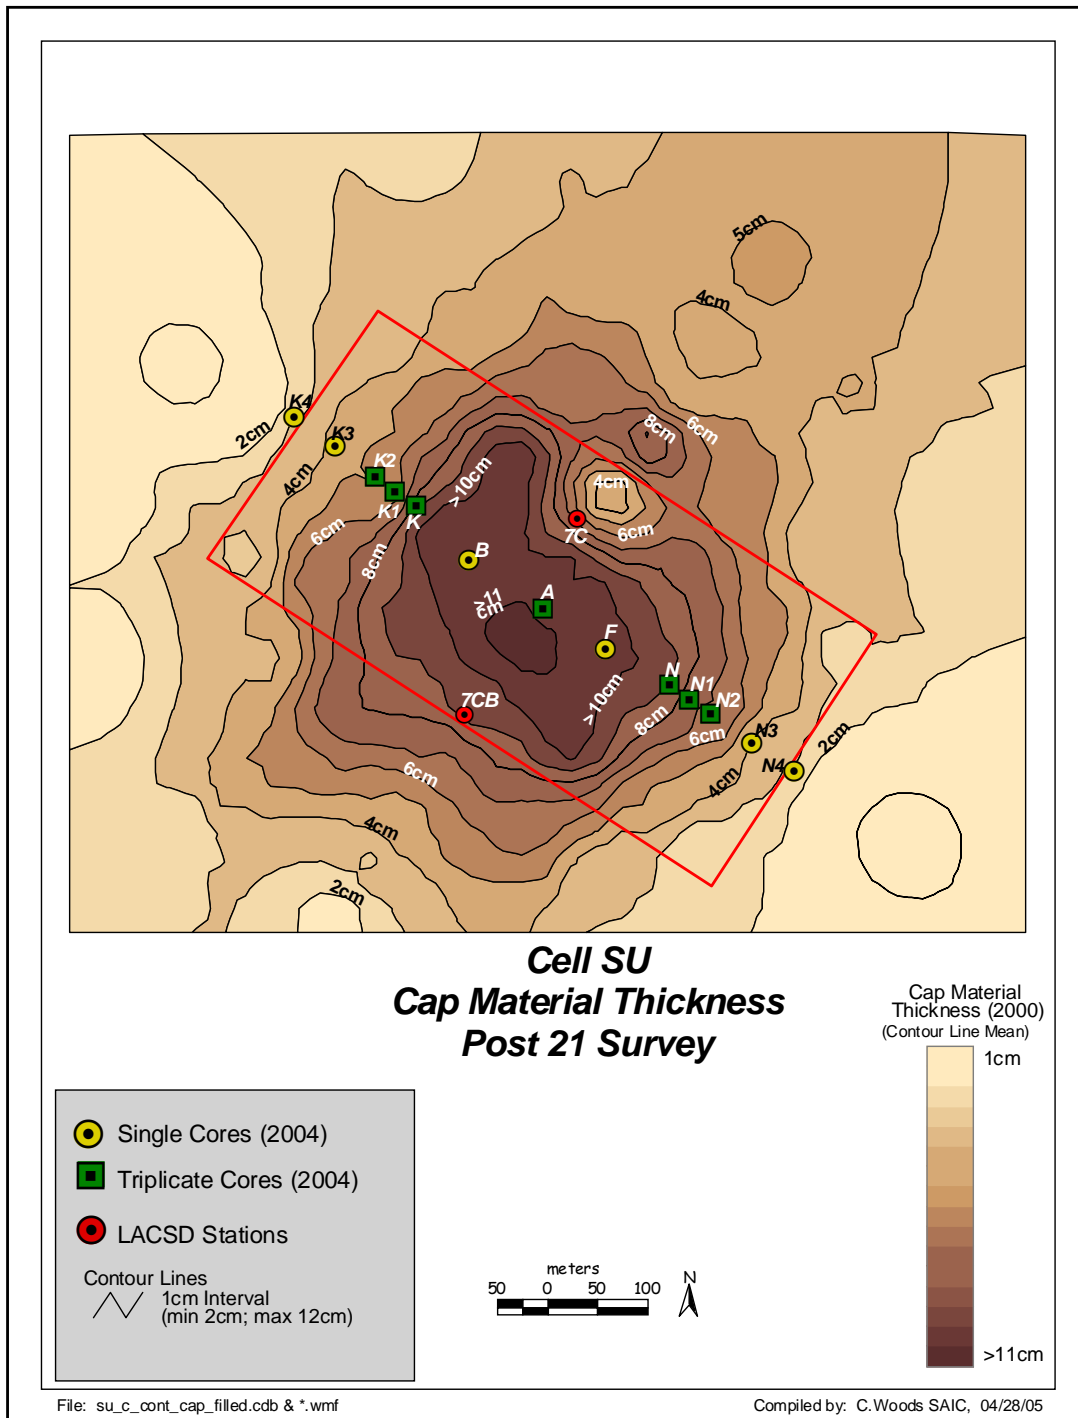 5cm
4cm
6cm
8cm
K4
2cm
K3
4cm
K2
K1
K
>10cm
4cm
6cm
7C
6cm
8cm
B
>11
cm
A
F
7CB
>10cm
N
N1
N2
8cm
6cm
N3
N4
2cm
4cm
6cm
4cm
2cm
Cell SU
Cap Material Thickness
Post 21 Survey
Cap Material
Thickness (2000)
(Contour Line Mean)
1cm
>11cm
Single Cores (2004)
Triplicate Cores (2004)
LACSD Stations
Contour Lines
1cm Interval
(min 2cm; max 12cm)
meters
50 0 50 100
N
File: su_c_cont_cap_filled.cdb & *.wmf
Compiled by: C.Woods SAIC, 04/28/05